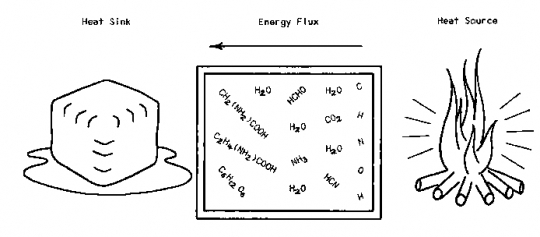 Heat Sink
Energy Flux
Heat Source
CH2(NH2)COOH
H2O
HCHO
H2O
C
H2O
CO2
H
C2H4(NH2)COOH
NH3
H2O
N
C6H12O6
H2O
HCN
O
H